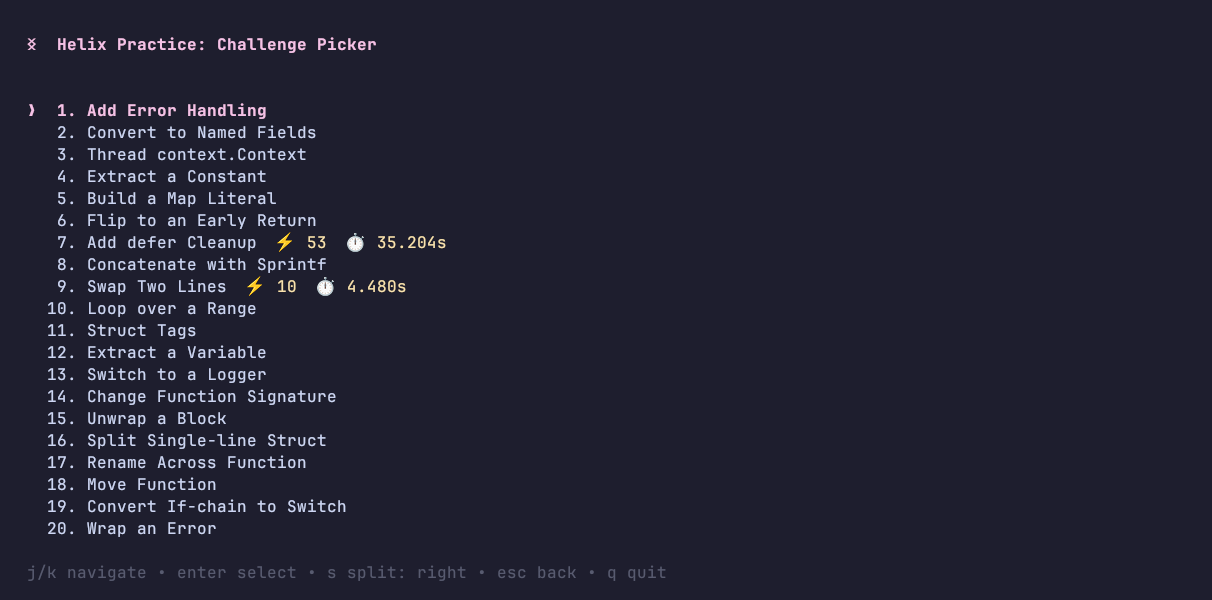 Helix Practice: Challenge Picker
❯ 1. Add Error Handling
2. Convert to Named Fields
3. Thread context.Context
4. Extract a Constant
5. Build a Map Literal
6. Flip to an Early Return
7. Add defer Cleanup ⚡ 53 ⏱ 35.204s
8. Concatenate with Sprintf
9. Swap Two Lines ⚡ 10 ⏱ 4.480s
10. Loop over a Range
11. Struct Tags
12. Extract a Variable
13. Switch to a Logger
14. Change Function Signature
15. Unwrap a Block
16. Split Single-line Struct
17. Rename Across Function
18. Move Function
19. Convert If-chain to Switch
20. Wrap an Error
j/k navigate • enter select • s split: right • esc back • q quit